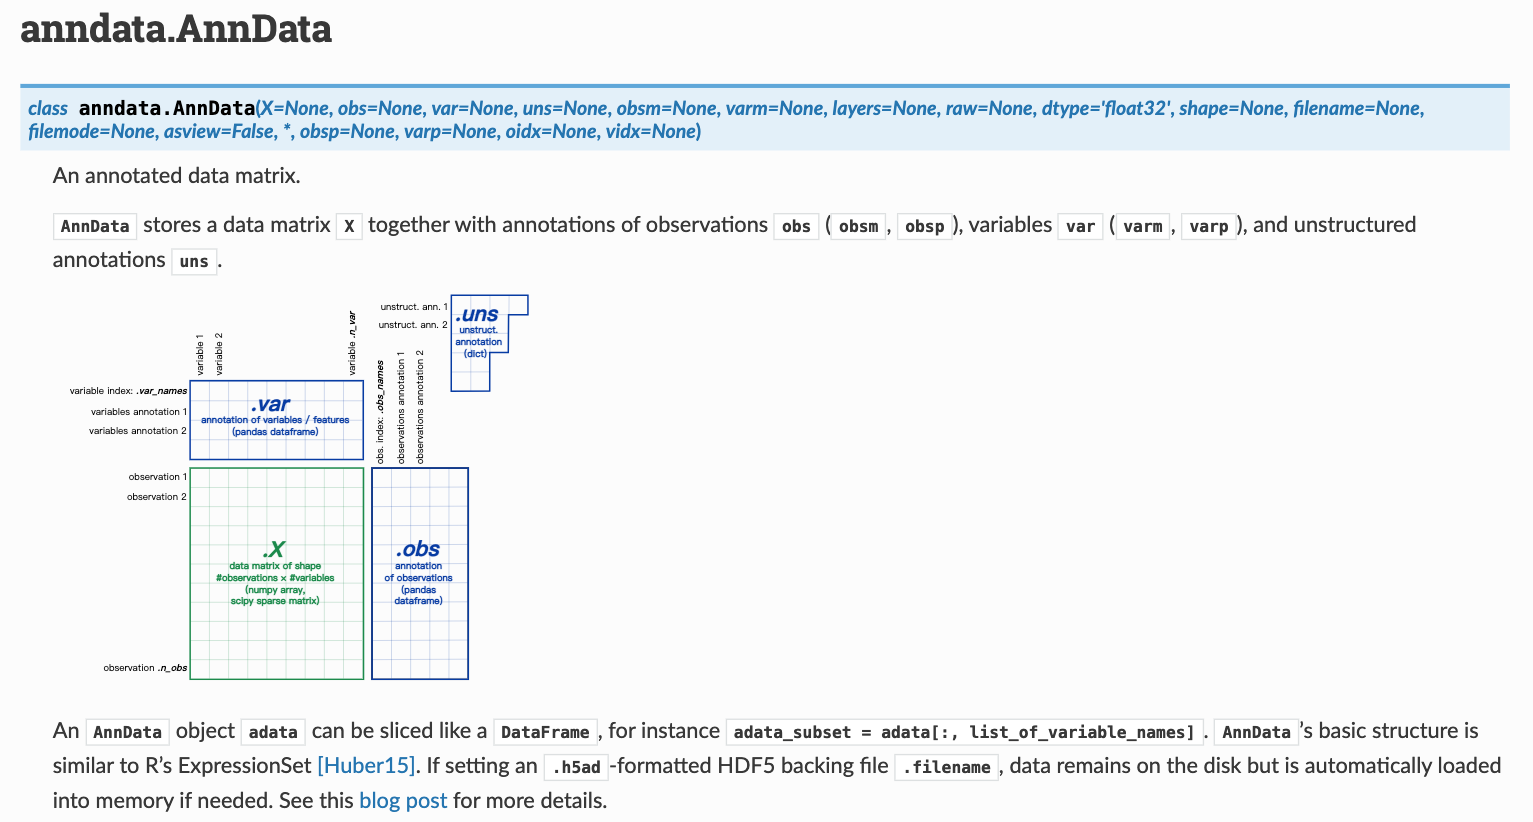 anndata.AnnData
class anndata.AnnData(X=None, obs=None, var=None, uns=None, obsm=None, varm=None, layers=None, raw=None, dtype='float32', shape=None, filename=None,
filemode=None, asview=False, *, obsp=None, varp=None, oidx=None, vidx=None)
An annotated data matrix.
AnnData stores a data matrix X together with annotations of observations obs (obsm, obsp), variables var (varm, varp), and unstructured
annotations uns.
unstruct. ann. 1
unstruct. ann. 2
.uns
unstruct.
annotation
(dict)
variable 1
variable 2
variable .n_var
variable index: .var_names
variables annotation 1
variables annotation 2
.var
annotation of variables / features
(pandas dataframe)
obs. index: .obs_names
observations annotation 1
observations annotation 2
observation 1
observation 2
observation .n_obs
.X
data matrix of shape
#observations × #variables
(numpy array,
scipy sparse matrix)
.obs
annotation
of observations
(pandas
dataframe)
An AnnData object adata can be sliced like a DataFrame, for instance adata_subset = adata[:, list_of_variable_names]. AnnData's basic structure is
similar to R's ExpressionSet [Huber15]. If setting an .h5ad-formatted HDF5 backing file .filename, data remains on the disk but is automatically loaded
into memory if needed. See this blog post for more details.